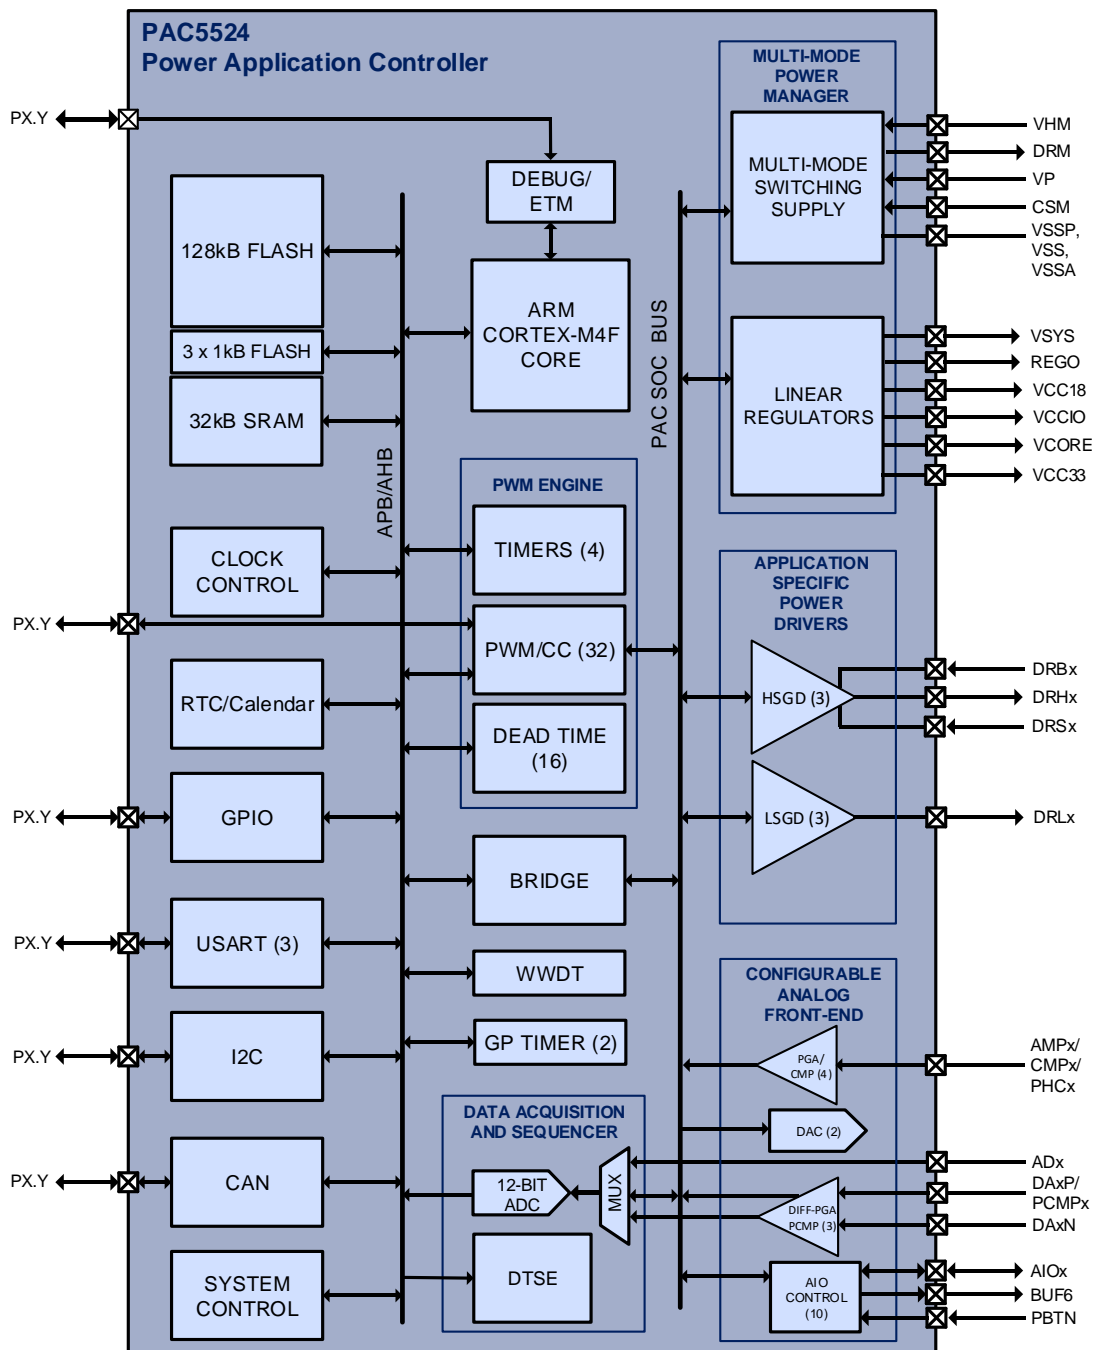 PAC5524
Power Application Controller
PX.Y
DEBUG/
ETM
128kB FLASH
3 x 1kB FLASH
32kB SRAM
ARM
CORTEX-M4F
CORE
APB/AHB
PAC SOC BUS
CLOCK
CONTROL
PX.Y
RTC/Calendar
PX.Y
GPIO
PX.Y
USART (3)
PX.Y
I2C
PX.Y
CAN
SYSTEM
CONTROL
PWM ENGINE
TIMERS (4)
PWM/CC (32)
DEAD TIME
(16)
BRIDGE
WWDT
GP TIMER (2)
DATA ACQUISITION
AND SEQUENCER
12-BIT
ADC
MUX
DTSE
MULTI-MODE
POWER
MANAGER
MULTI-MODE
SWITCHING
SUPPLY
VHM
DRM
VP
CSM
VSSP,
VSS,
VSSA
LINEAR
REGULATORS
VSYS
REGO
VCC18
VCCIO
VCORE
VCC33
APPLICATION
SPECIFIC
POWER
DRIVERS
HSGD (3)
DRBx
DRHx
DRSx
LSGD (3)
DRLx
CONFIGURABLE
ANALOG
FRONT-END
PGA/
CMP (4)
AMPx/
CMPx/
PHCx
DAC (2)
ADx
DIFF-PGA
PCMP (3)
DAxP/
PCMPx
DAxN
AIO
CONTROL
(10)
AIOx
BUF6
PBTN